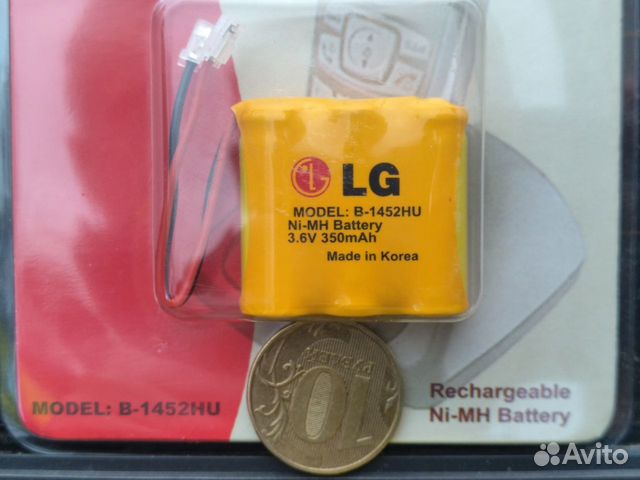 LG
MODEL: B-1452HU
Ni-MH Battery
3.6V 350mAh
Made in Korea
10
РУБЛЕЙ
MODEL: B-1452HU
Rechargeable
Ni-MH Battery
Avito